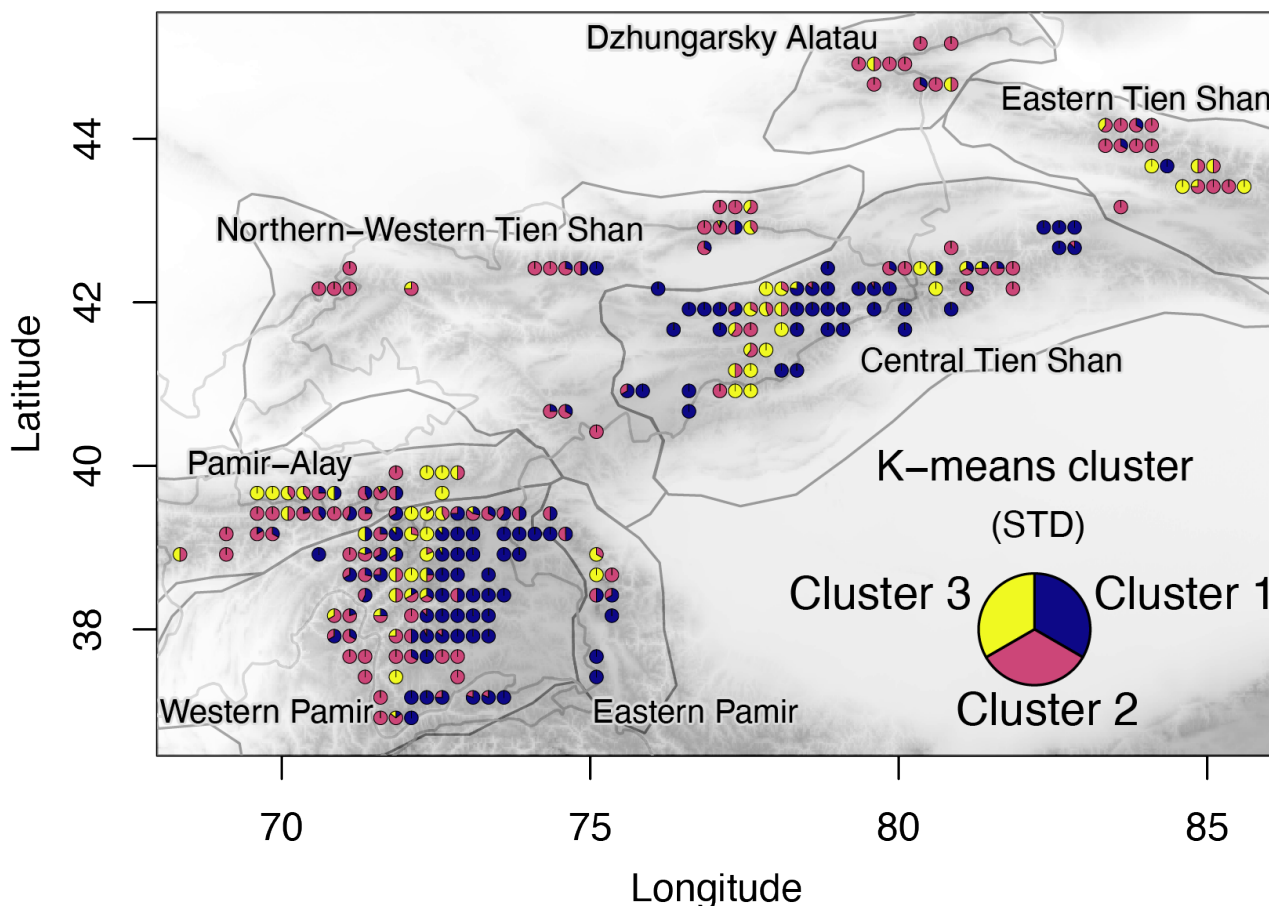 Dzhungarsky Alatau
Eastern Tien Shan
Northern−Western Tien Shan
Central Tien Shan
Pamir−Alay
K−means cluster
(STD)
Cluster 3
Cluster 1
Cluster 2
Western Pamir
Eastern Pamir
44
42
40
38
Latitude
70
75
80
85
Longitude